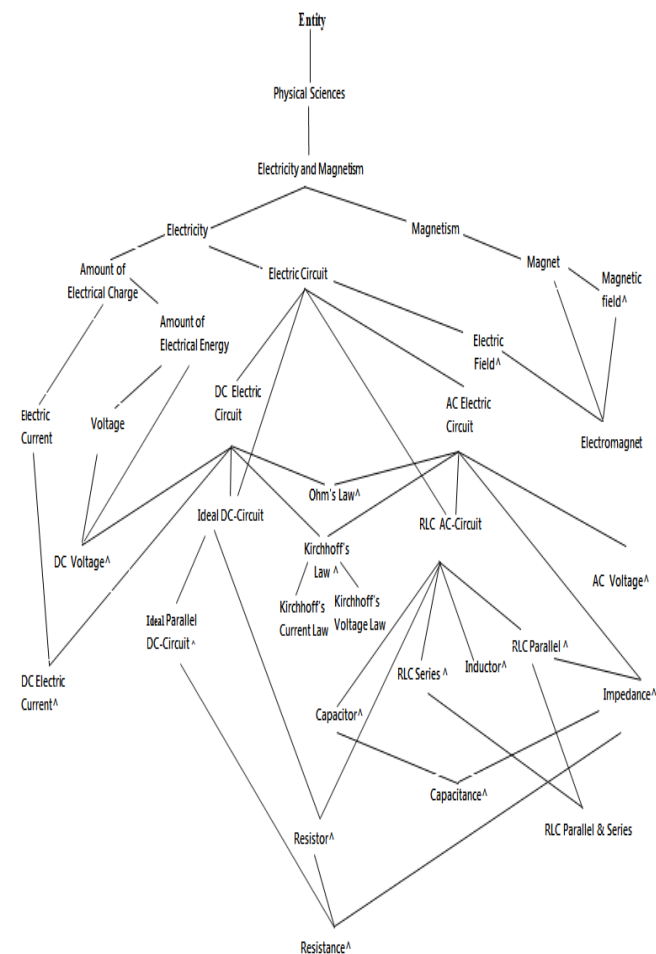 Entity
Physical Sciences
Electricity and Magnetism
Electricity
Magnetism
Amount of
Electrical Charge
Electric Circuit
Magnet
Magnetic
field^
Amount of
Electrical Energy
Electric
Field^
DC Electric
Circuit
AC Electric
Circuit
Electric
Current
Voltage
Electromagnet
Ohm's Law^
Ideal DC-Circuit
RLC AC-Circuit
DC Voltage^
Kirchhoff's
Law ^
AC Voltage^
Kirchhoff's
Current Law
Kirchhoff's
Voltage Law
Ideal Parallel
DC-Circuit ^
RLC Parallel ^
RLC Series ^
Inductor^
DC Electric
Current^
Impedance^
Capacitor^
Capacitance^
RLC Parallel & Series
Resistor^
Resistance^